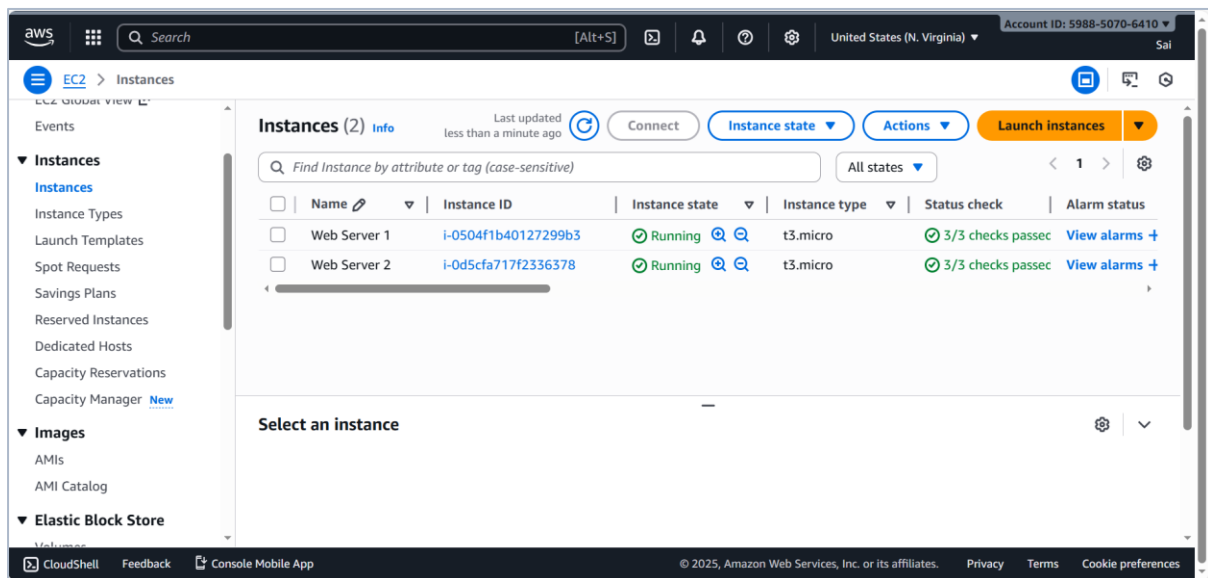 aws Search [Alt+S] United States (N. Virginia) ▼ Account ID: 5988-5070-6410 ▼
Sai
EC2 > Instances
EC2 Global View
Events
▼ Instances
Instances
Instance Types
Launch Templates
Spot Requests
Savings Plans
Reserved Instances
Dedicated Hosts
Capacity Reservations
Capacity Manager New
▼ Images
AMIs
AMI Catalog
▼ Elastic Block Store
Volumes
Instances (2) Info
Last updated
less than a minute ago
Connect Instance state ▼ Actions ▼ Launch instances ▼
Find Instance by attribute or tag (case-sensitive) All states ▼ < 1 >
Name Instance ID Instance state Instance type Status check Alarm status
Web Server 1 i-0504f1b40127299b3 Running t3.micro 3/3 checks passec View alarms +
Web Server 2 i-0d5cfa717f2336378 Running t3.micro 3/3 checks passec View alarms +
Select an instance
CloudShell Feedback Console Mobile App © 2025, Amazon Web Services, Inc. or its affiliates. Privacy Terms Cookie preferences